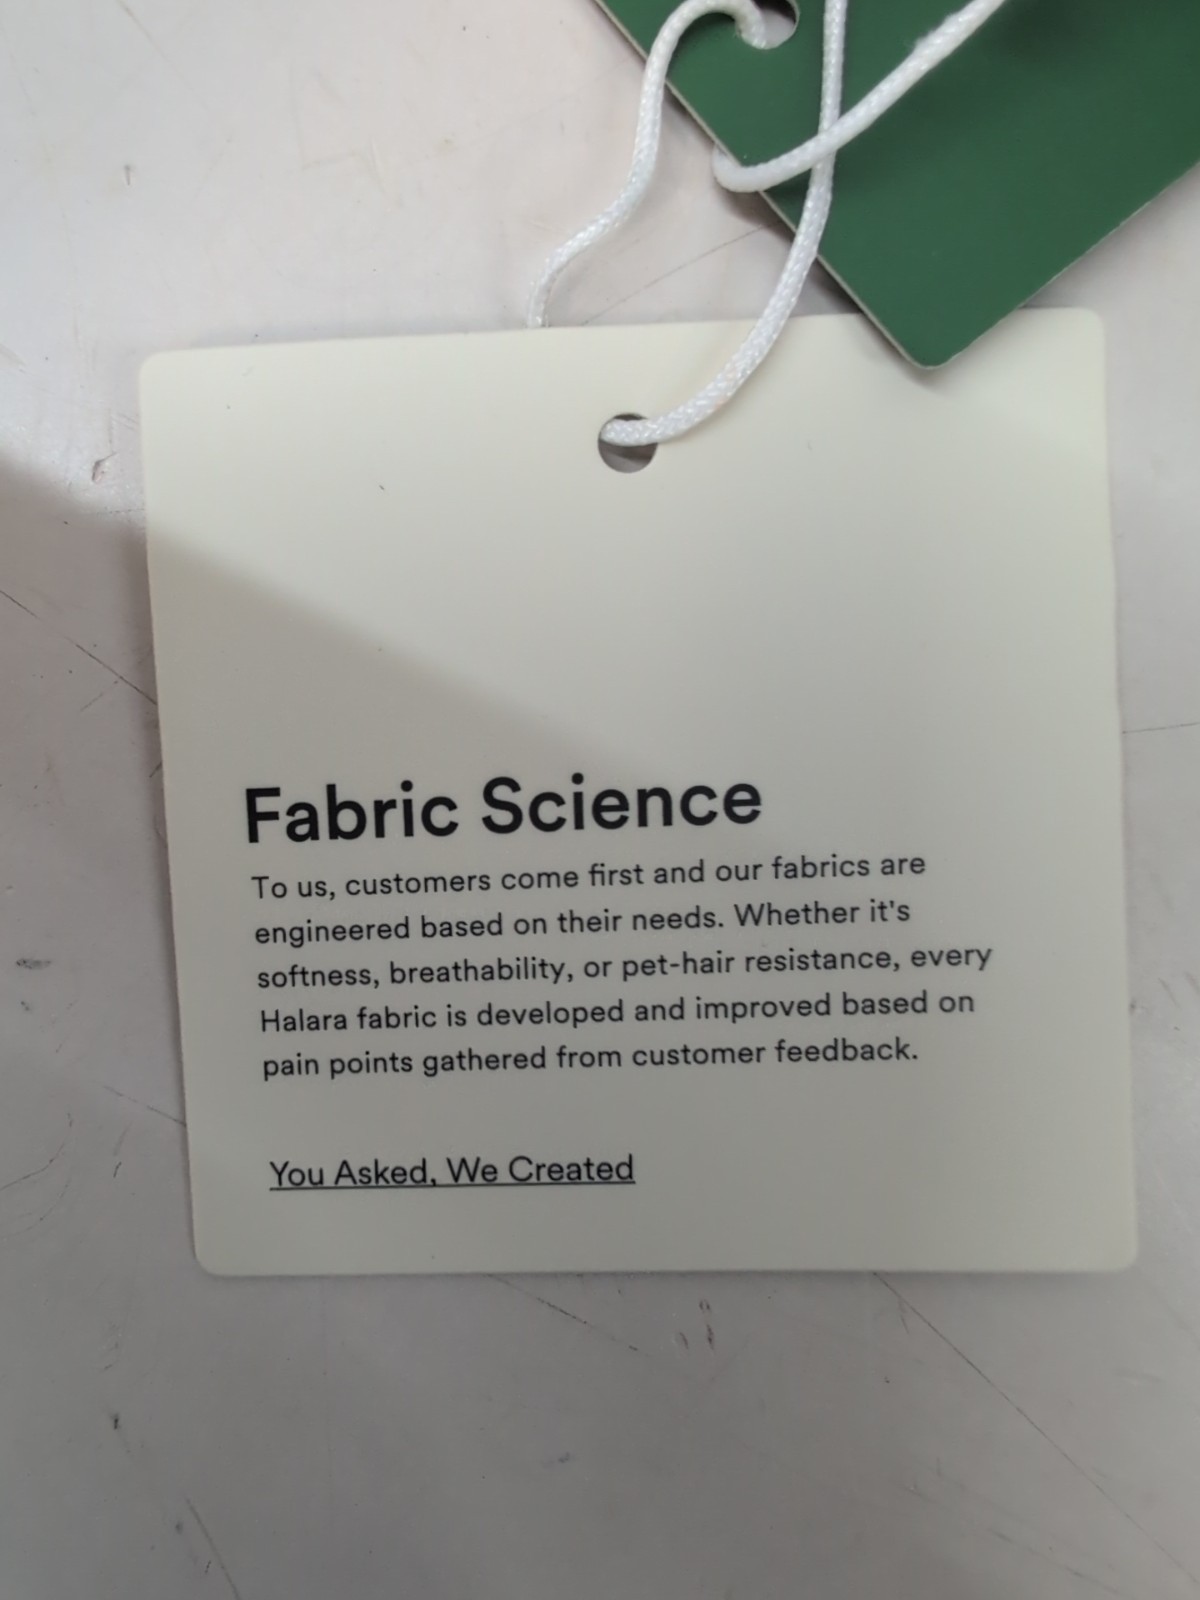 Fabric Science
To us, customers come first and our fabrics are
engineered based on their needs. Whether it's
softness, breathability, or pet-hair resistance, every
Halara fabric is developed and improved based on
pain points gathered from customer feedback.
You Asked, We Created